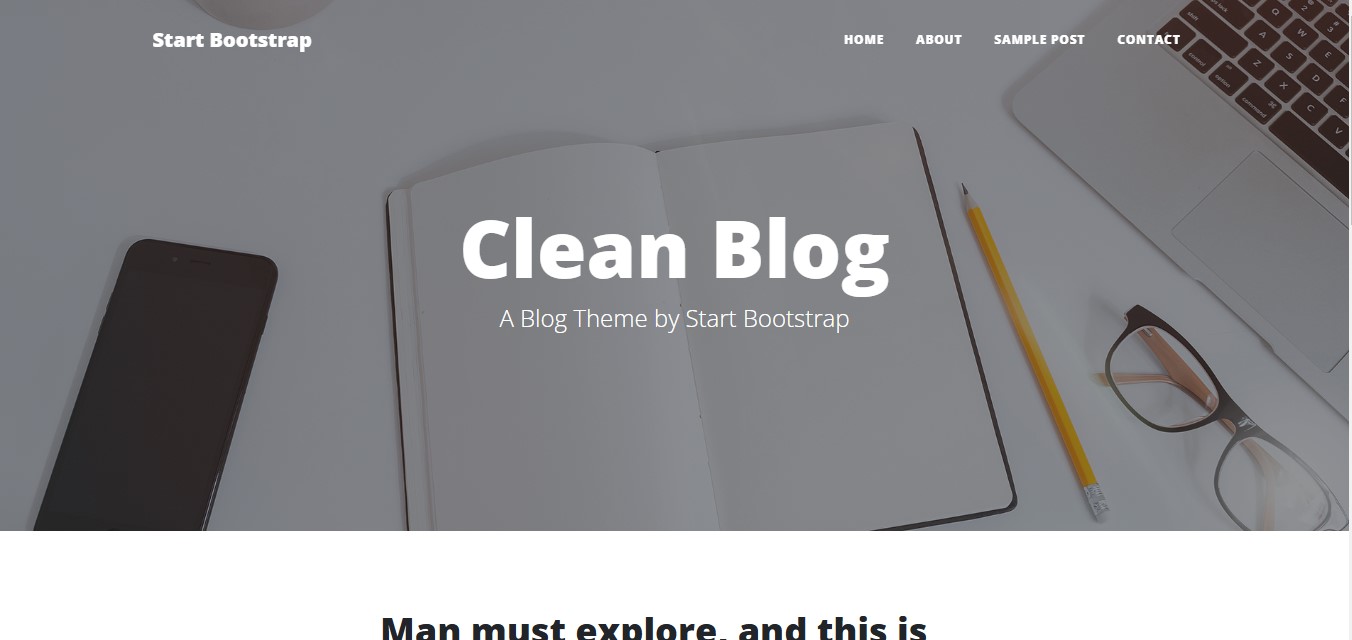 Start Bootstrap
HOME ABOUT SAMPLE POST CONTACT
Clean Blog
A Blog Theme by Start Bootstrap
Man must explore, and this is